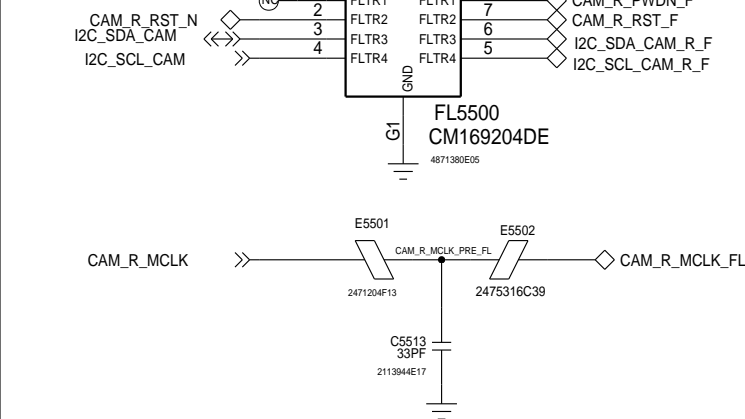 NC FLTR1 FLTR1 CAM_R_PWDN_F
CAM_R_RST_N 2 FLTR2 FLTR2 7 CAM_R_RST_F
I2C_SDA_CAM 3 FLTR3 FLTR3 6 I2C_SDA_CAM_R_F
I2C_SCL_CAM 4 FLTR4 FLTR4 5 I2C_SCL_CAM_R_F
GND
G1
FL5500
CM169204DE
4871380E05
E5501 E5502
CAM_R_MCLK CAM_R_MCLK_PRE_FL CAM_R_MCLK_FL
2471204F13 2475316C39
C5513
33PF
2113944E17